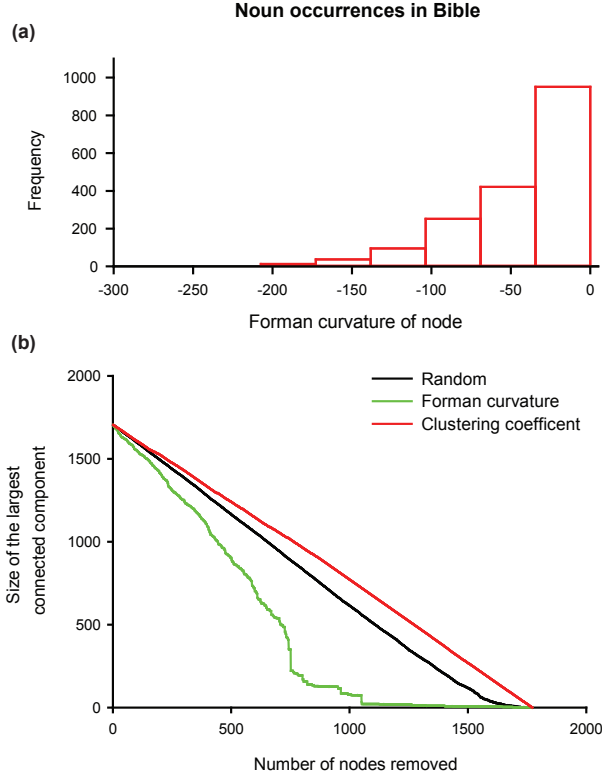 Noun occurrences in Bible
(a)
1000
800
600
400
200
0
Frequency
-300 -250 -200 -150 -100 -50 0
Forman curvature of node
(b)
Random
Forman curvature
Clustering coefficent
2000
1500
1000
500
0
Size of the largest
connected component
0 500 1000 1500 2000
Number of nodes removed